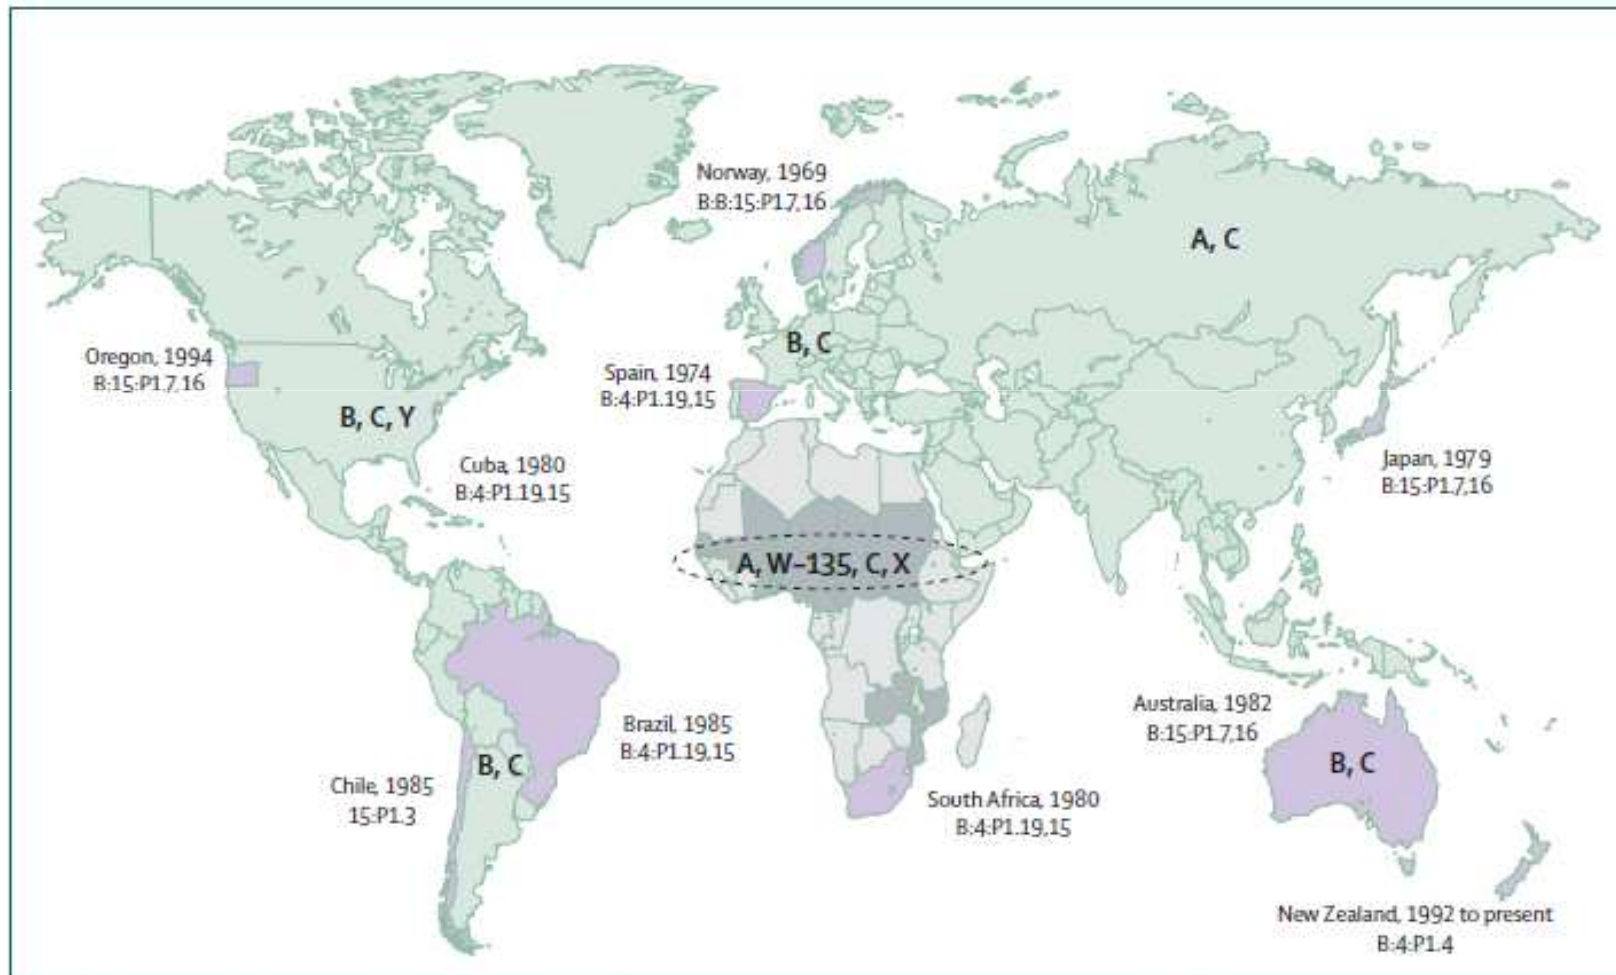 Norway, 1969
B:B:15:P1.7,16
A, C
Oregon, 1994
B:15:P1.7,16
B, C
Spain, 1974
B:4:P1.19,15
B, C, Y
Cuba, 1980
B:4:P1.19,15
Japan, 1979
B:15:P1.7,16
A, W–135, C, X
Brazil, 1985
B:4:P1.19,15
Australia, 1982
B:15:P1.7,16
B, C
B, C
Chile, 1985
15:P1.3
South Africa, 1980
B:4:P1.19,15
New Zealand, 1992 to present
B:4:P1.4